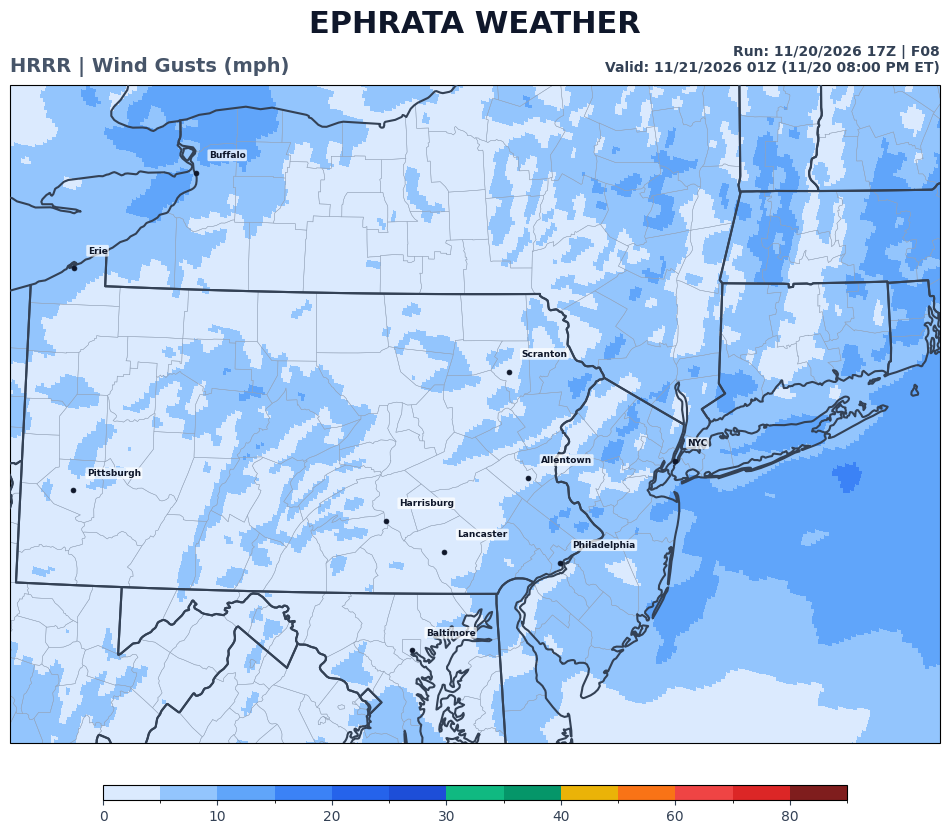 EPHRATA WEATHER
HRRR | Wind Gusts (mph)
Run: 11/20/2026 17Z | F08
Valid: 11/21/2026 01Z (11/20 08:00 PM ET)
Buffalo
Erie
Scranton
NYC
Allentown
Pittsburgh
Harrisburg
Lancaster
Philadelphia
Baltimore
0 10 20 30 40 60 80